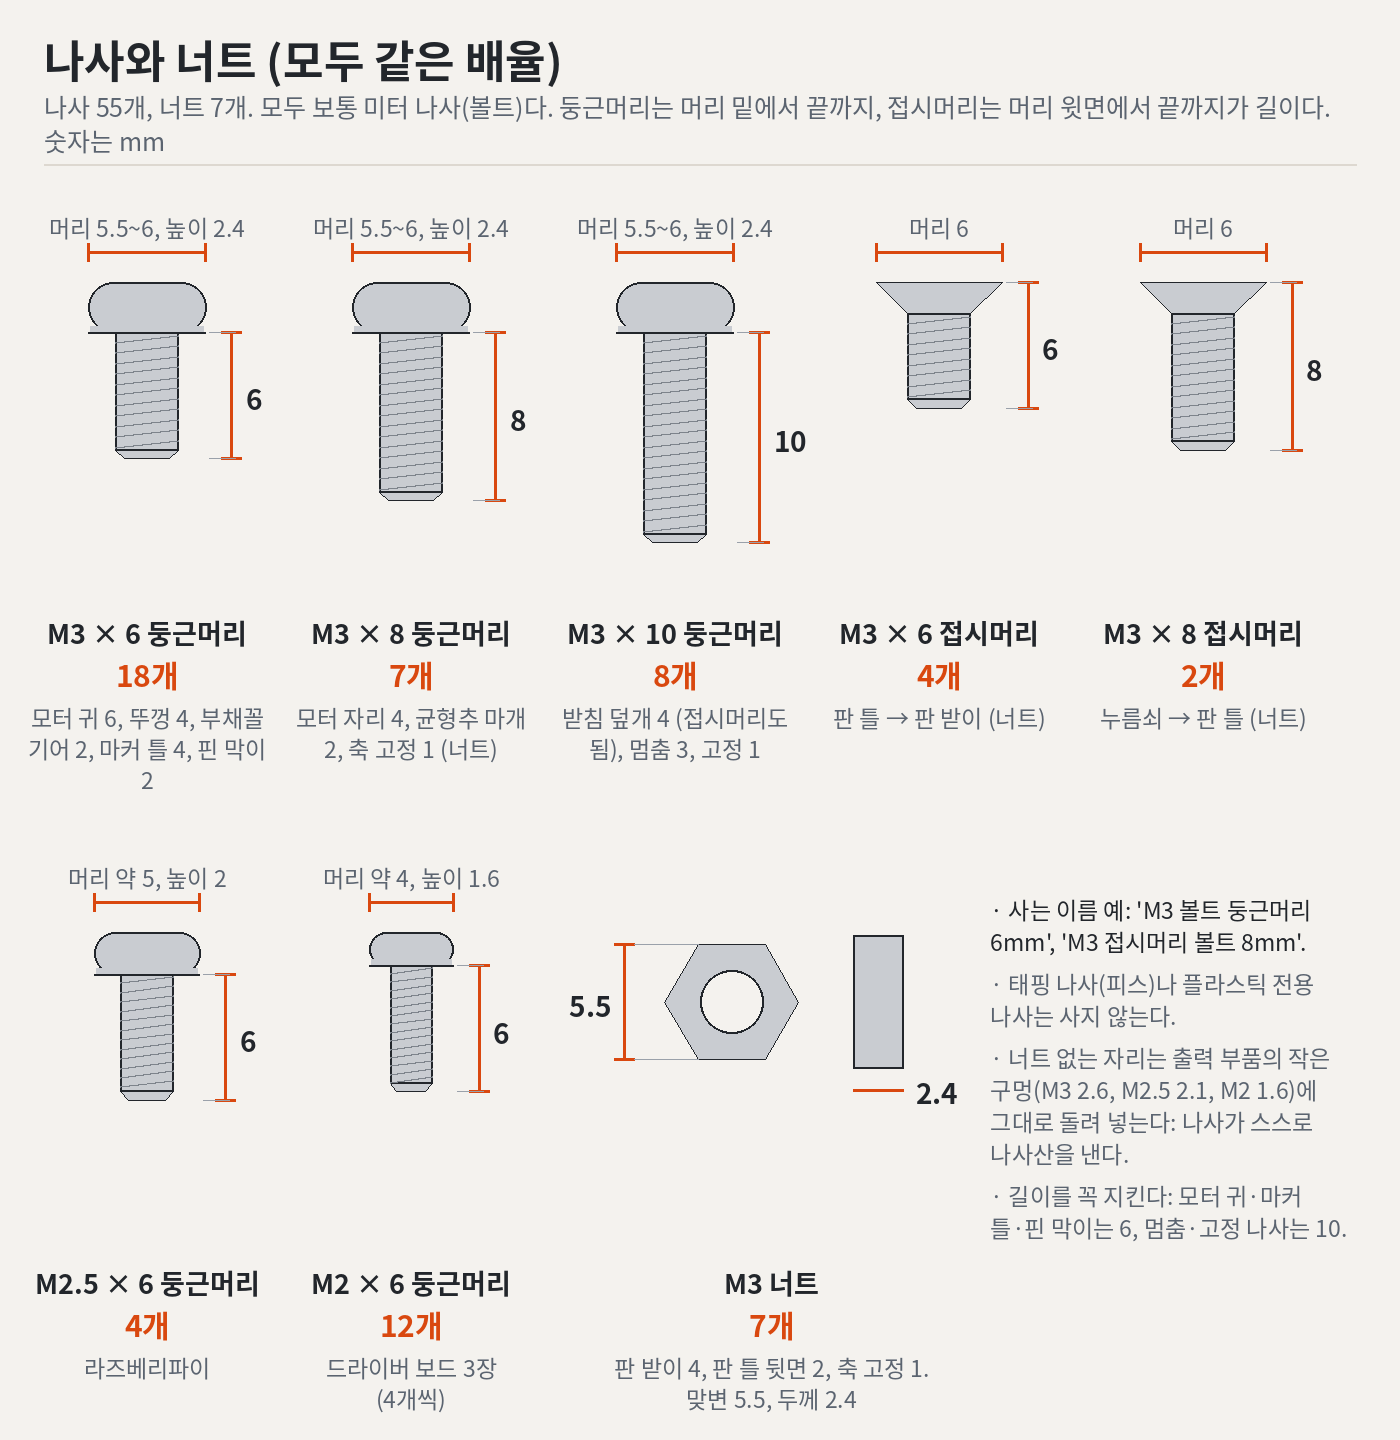 나사와 너트 (모두 같은 배율)
나사 55개, 너트 7개. 모두 보통 미터 나사(볼트)다. 둥근머리는 머리 밑에서 끝까지, 접시머리는 머리 윗면에서 끝까지가 길이다.
숫자는 mm
머리 5.5~6, 높이 2.4
머리 5.5~6, 높이 2.4
머리 5.5~6, 높이 2.4
머리 6
머리 6
6
8
10
6
8
M3 × 6 둥근머리
18개
모터 귀 6, 뚜껑 4, 부채꼴
기어 2, 마커 틀 4, 핀 막이
2
M3 × 8 둥근머리
7개
모터 자리 4, 균형추 마개
2, 축 고정 1 (너트)
M3 × 10 둥근머리
8개
받침 덮개 4 (접시머리도
됨), 멈춤 3, 고정 1
M3 × 6 접시머리
4개
판 틀 → 판 받이 (너트)
M3 × 8 접시머리
2개
누름쇠 → 판 틀 (너트)
머리 약 5, 높이 2
6
M2.5 × 6 둥근머리
4개
라즈베리파이
머리 약 4, 높이 1.6
6
M2 × 6 둥근머리
12개
드라이버 보드 3장
(4개씩)
5.5
2.4
M3 너트
7개
판 받이 4, 판 틀 뒷면 2, 축 고정 1.
맞변 5.5, 두께 2.4
· 사는 이름 예: 'M3 볼트 둥근머리
6mm', 'M3 접시머리 볼트 8mm'.
· 태핑 나사(피스)나 플라스틱 전용
나사는 사지 않는다.
· 너트 없는 자리는 출력 부품의 작은
구멍(M3 2.6, M2.5 2.1, M2 1.6)에
그대로 돌려 넣는다: 나사가 스스로
나사산을 낸다.
· 길이를 꼭 지킨다: 모터 귀·마커
틀·핀 막이는 6, 멈춤·고정 나사는 10.